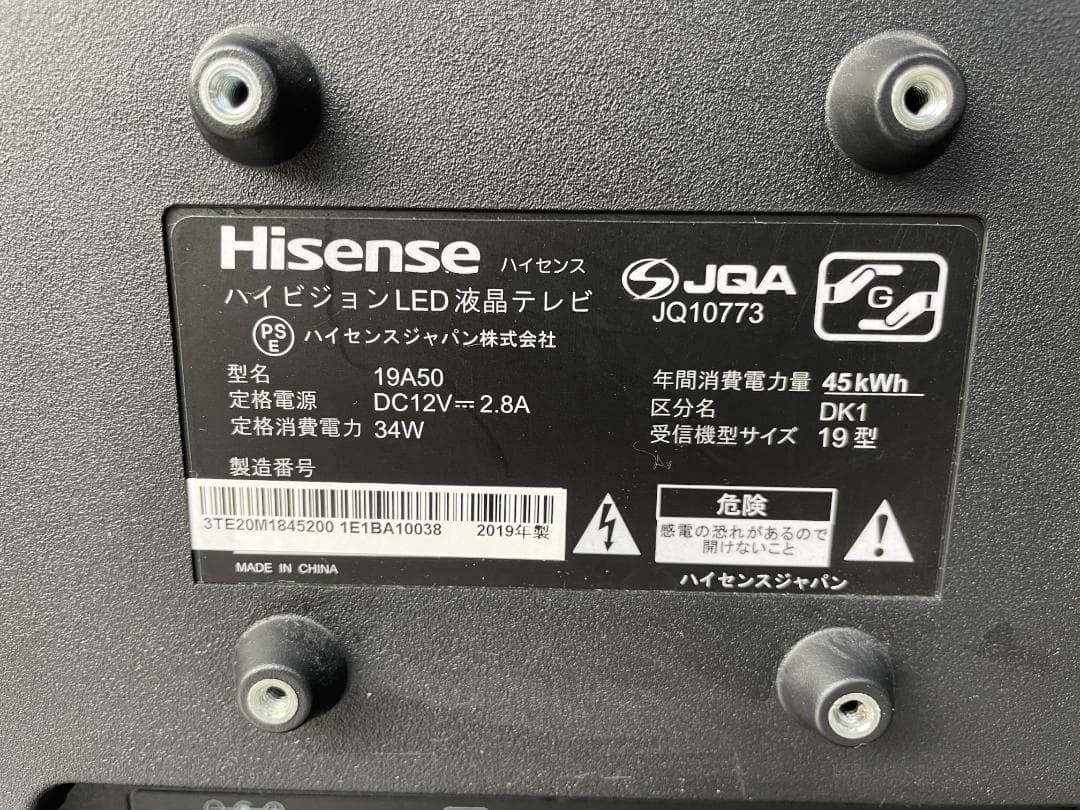 Hisense ハイセンス
ハイビジョンLED液晶テレビ
PSE ハイセンスジャパン株式会社
JQA
JQ10773
G
型名 19A50
定格電源 DC12V⎓2.8A
定格消費電力 34W
年間消費電力量 45kWh
区分名 DK1
受信機型サイズ 19型
製造番号
3TE20M1845200 1E1BA10038 2019年製
MADE IN CHINA
危険
感電の恐れがあるので
開けないこと
ハイセンスジャパン